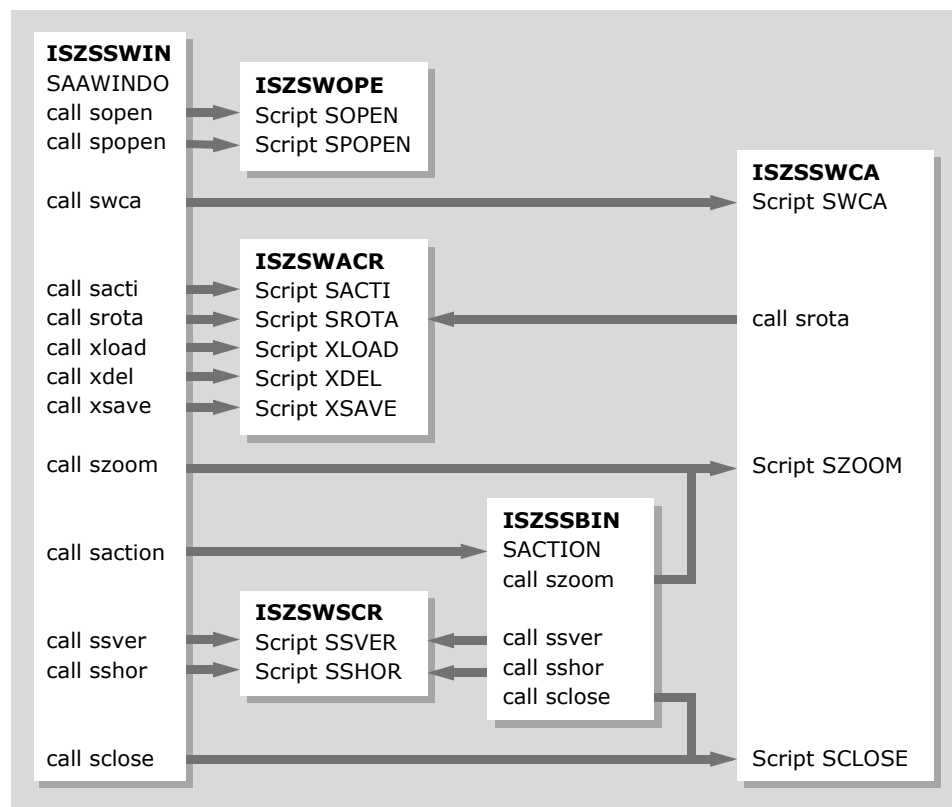 ISZSSWIN
SAAWINDO
call sopen
call spopen
call swca
call sacti
call srota
call xload
call xdel
call xsave
call szoom
call saction
call ssver
call sshor
call sclose
ISZSWOPE
Script SOPEN
Script SPOPEN
ISZSWACR
Script SACTI
Script SROTA
Script XLOAD
Script XDEL
Script XSAVE
ISZSWSCR
Script SSVER
Script SSHOR
ISZSSBIN
SACTION
call szoom
call ssver
call sshor
call sclose
ISZSSWCA
Script SWCA
call srota
Script SZOOM
Script SCLOSE